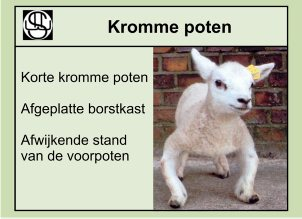 Kromme poten
Korte kromme poten
Afgeplatte borstkast
Afwijkende stand
van de voorpoten